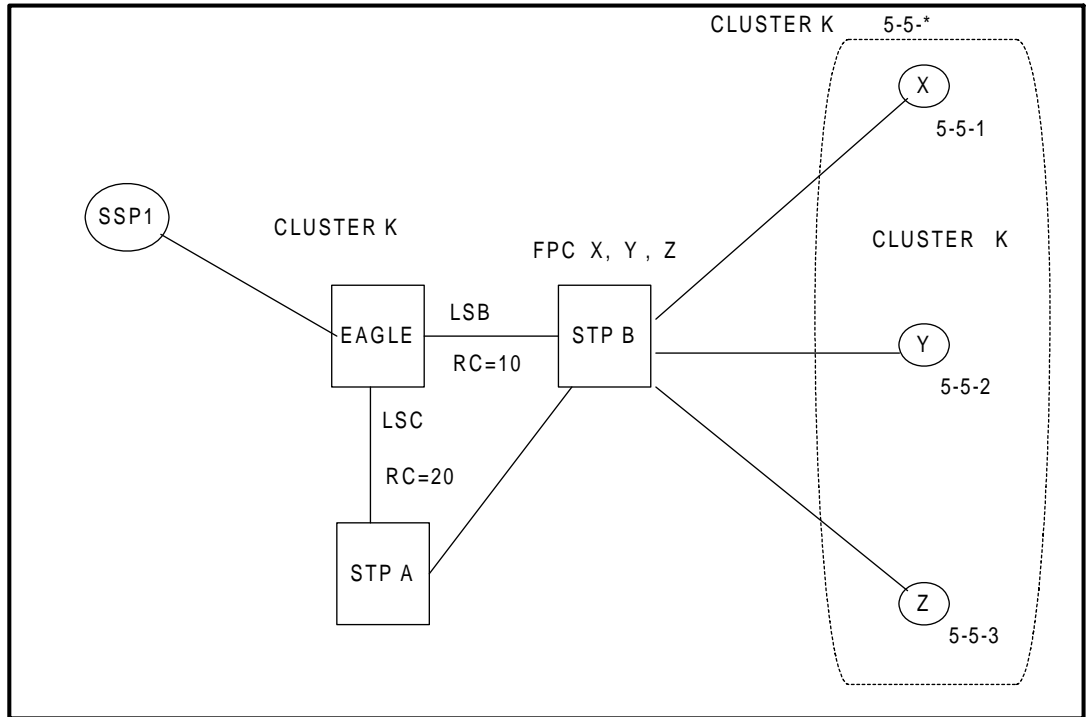 CLUSTER K 5-5-*
X
5-5-1
SSP1
CLUSTER K
CLUSTER K
FPC X, Y, Z
LSB
EAGLE
STP B
Y
RC=10
5-5-2
LSC
RC=20
STP A
Z
5-5-3